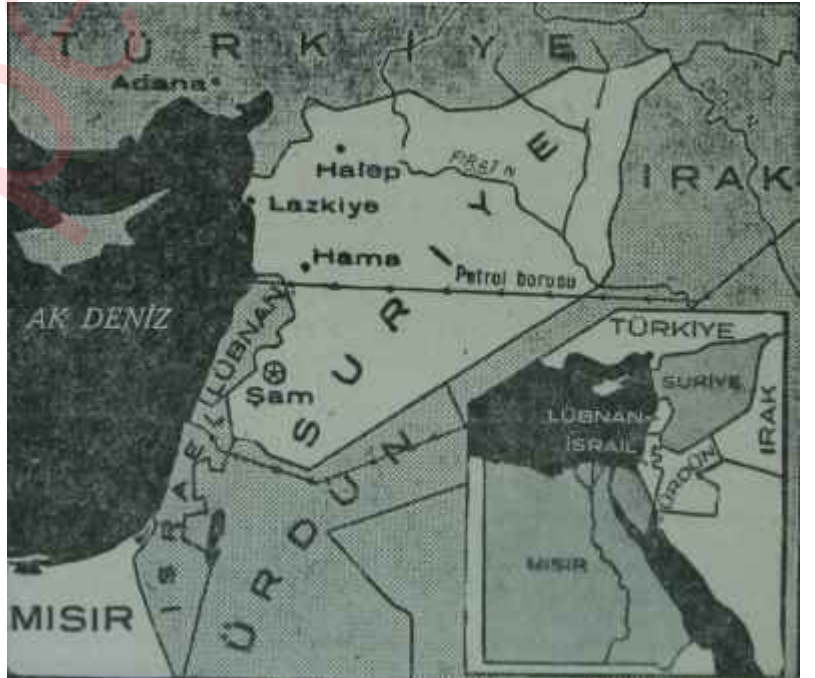 TÜRKİYE
Adana
Halep
FIRAT N
IRAK
Lazkiye
SURİYE
Hama
Petrol borusu
AK DENİZ
LÜBNAN
Şam
İSRAEL
ÜRDÜN
MISIR
TÜRKİYE
SURİYE
LÜBNAN-
İSRAİL
IRAK
ÜRDÜN
MISIR